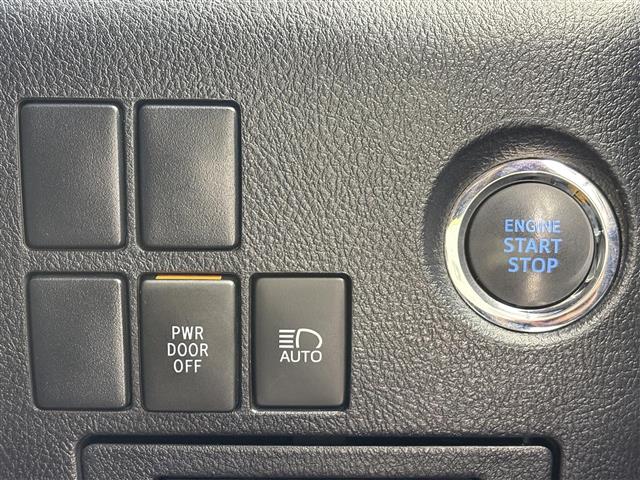 ENGINE
START
STOP
PWR
DOOR
OFF
AUTO